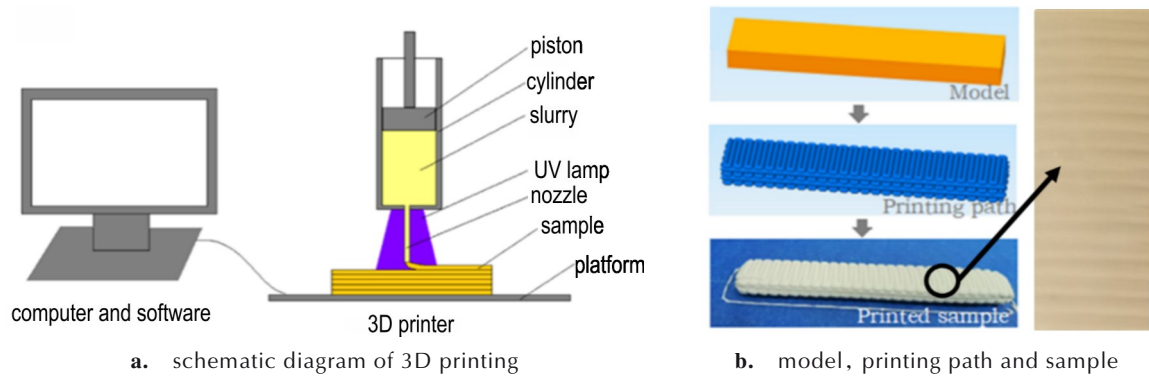 piston
cylinder
slurry
UV lamp
nozzle
sample
platform
computer and software
3D printer
a. schematic diagram of 3D printing
Model
Printing path
Printed sample
b. model, printing path and sample